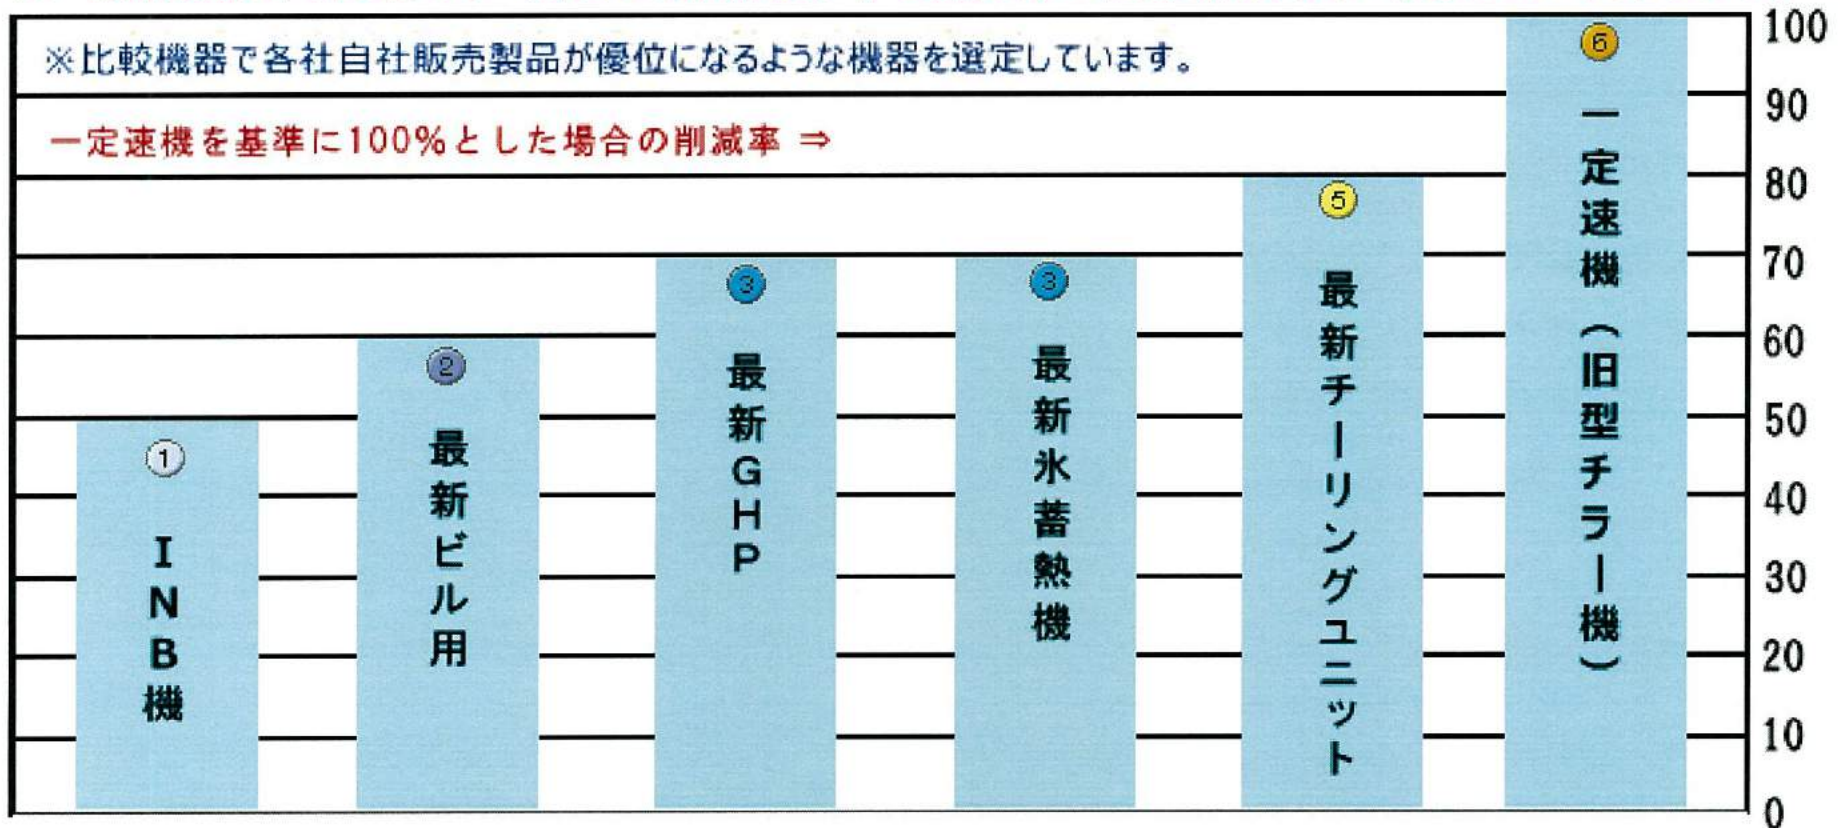 ※比較機器で各社自社販売製品が優位になるような機器を選定しています。
一定速機を基準に100%とした場合の削減率 ⇒
① INB機
② 最新ビル用
③ 最新GHP
③ 最新氷蓄熱機
⑤ 最新チーリングユニット
⑥ 一定速機(旧型チラー機)
100
90
80
70
60
50
40
30
20
10
0